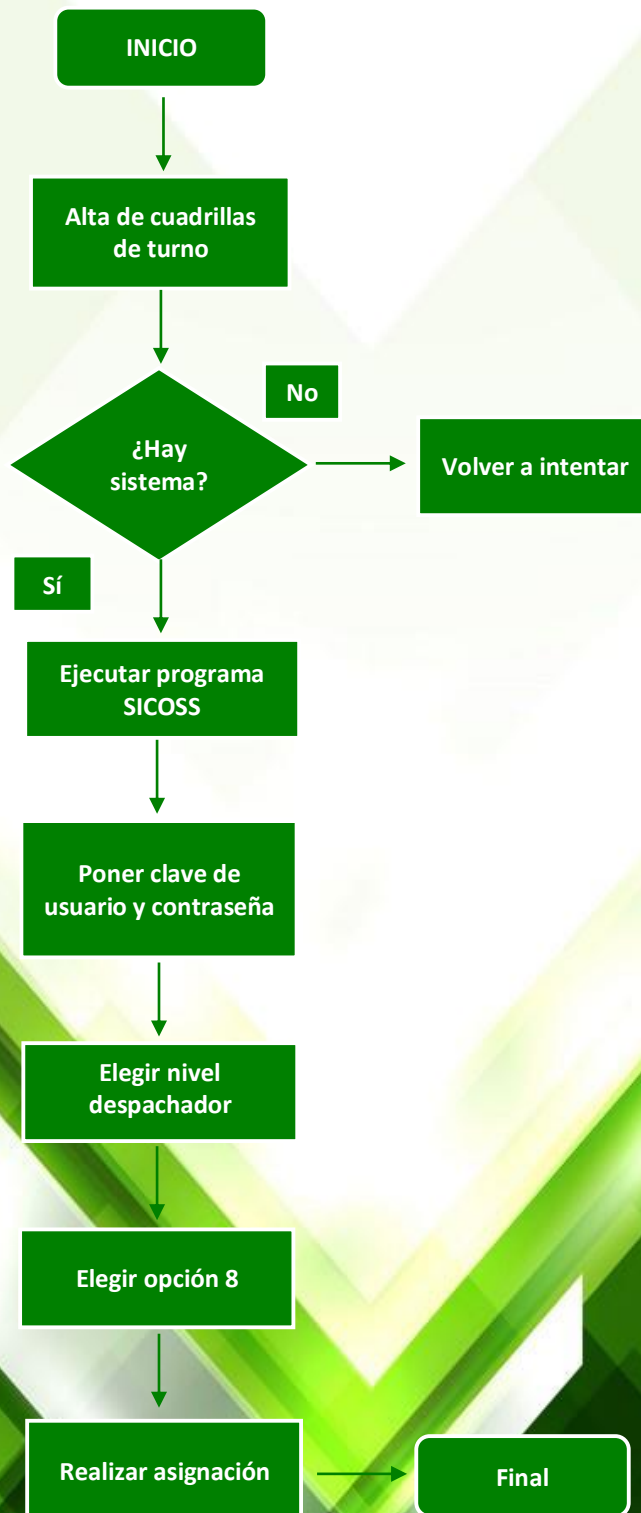 INICIO
Alta de cuadrillas
de turno
No
¿Hay
sistema?
Volver a intentar
Sí
Ejecutar programa
SICOSS
Poner clave de
usuario y contraseña
Elegir nivel
despachador
Elegir opción 8
Realizar asignación
Final